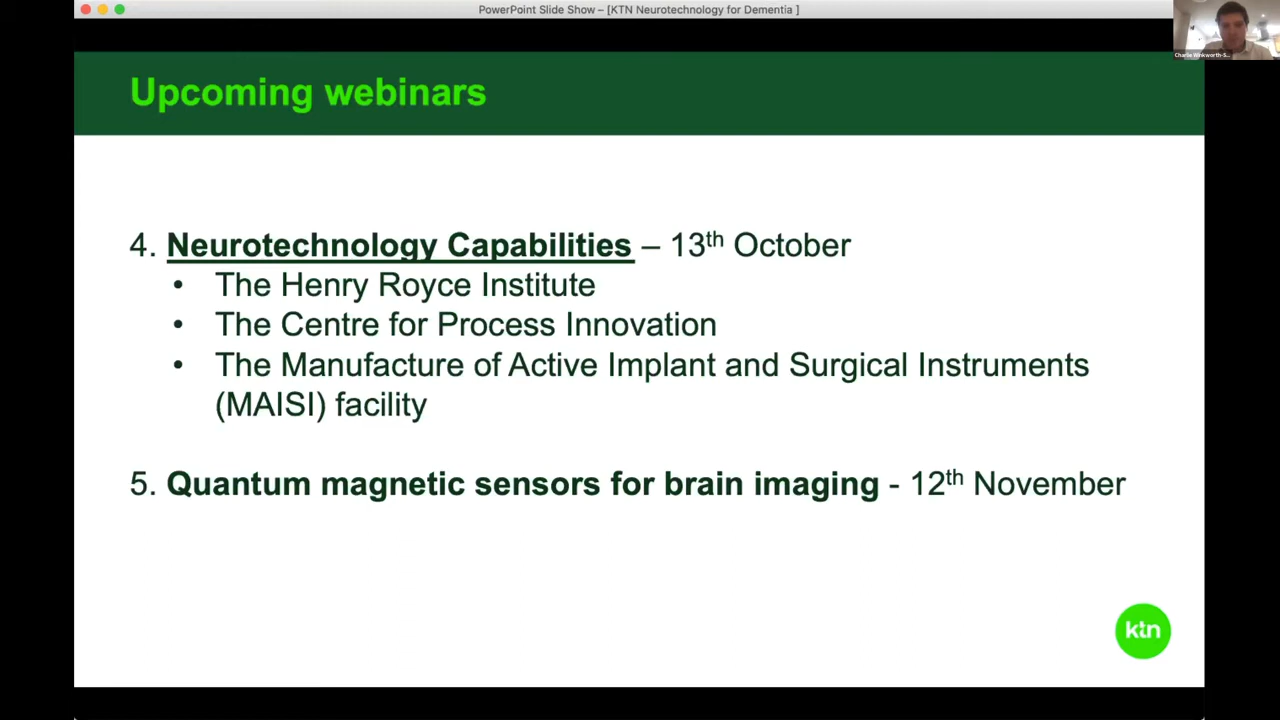 PowerPoint Slide Show – [KTN Neurotechnology for Dementia ]
Charlie Winkworth-S...
Upcoming webinars
4. Neurotechnology Capabilities – 13th October
• The Henry Royce Institute
• The Centre for Process Innovation
• The Manufacture of Active Implant and Surgical Instruments
(MAISI) facility
5. Quantum magnetic sensors for brain imaging - 12th November
ktn